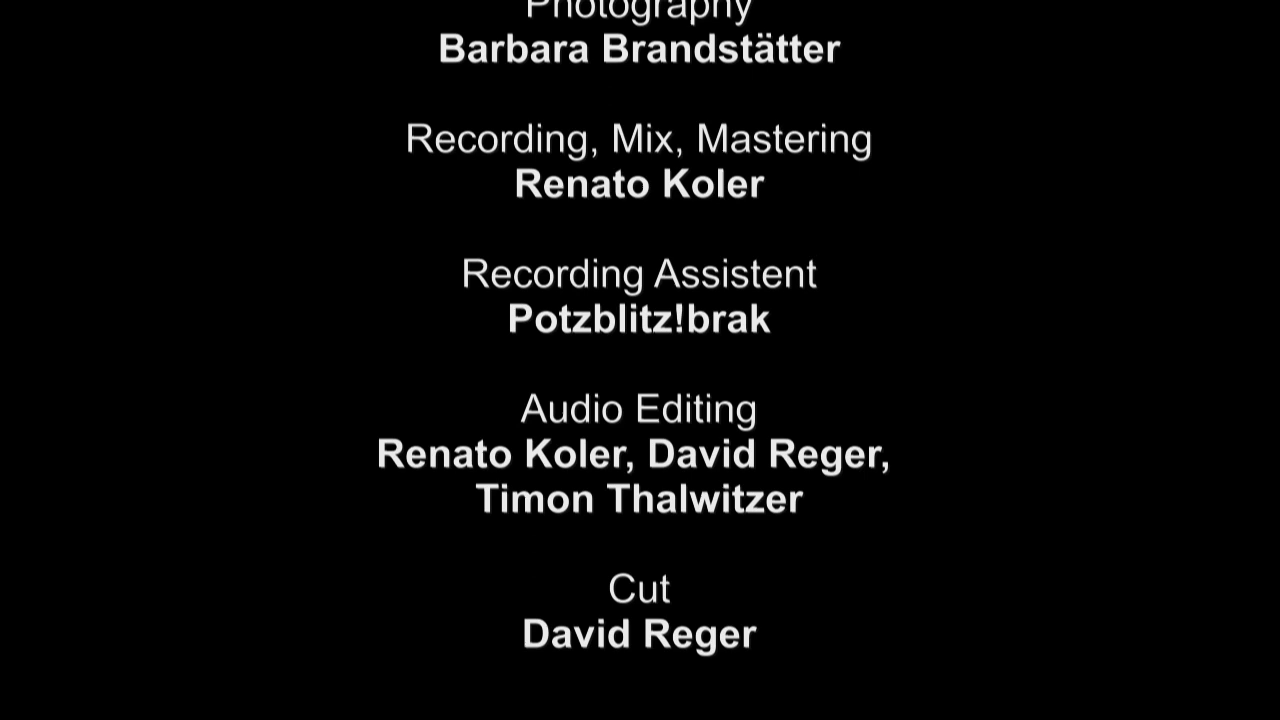 Photography
Barbara Brandstätter
Recording, Mix, Mastering
Renato Koler
Recording Assistent
Potzblitz!brak
Audio Editing
Renato Koler, David Reger,
Timon Thalwitzer
Cut
David Reger